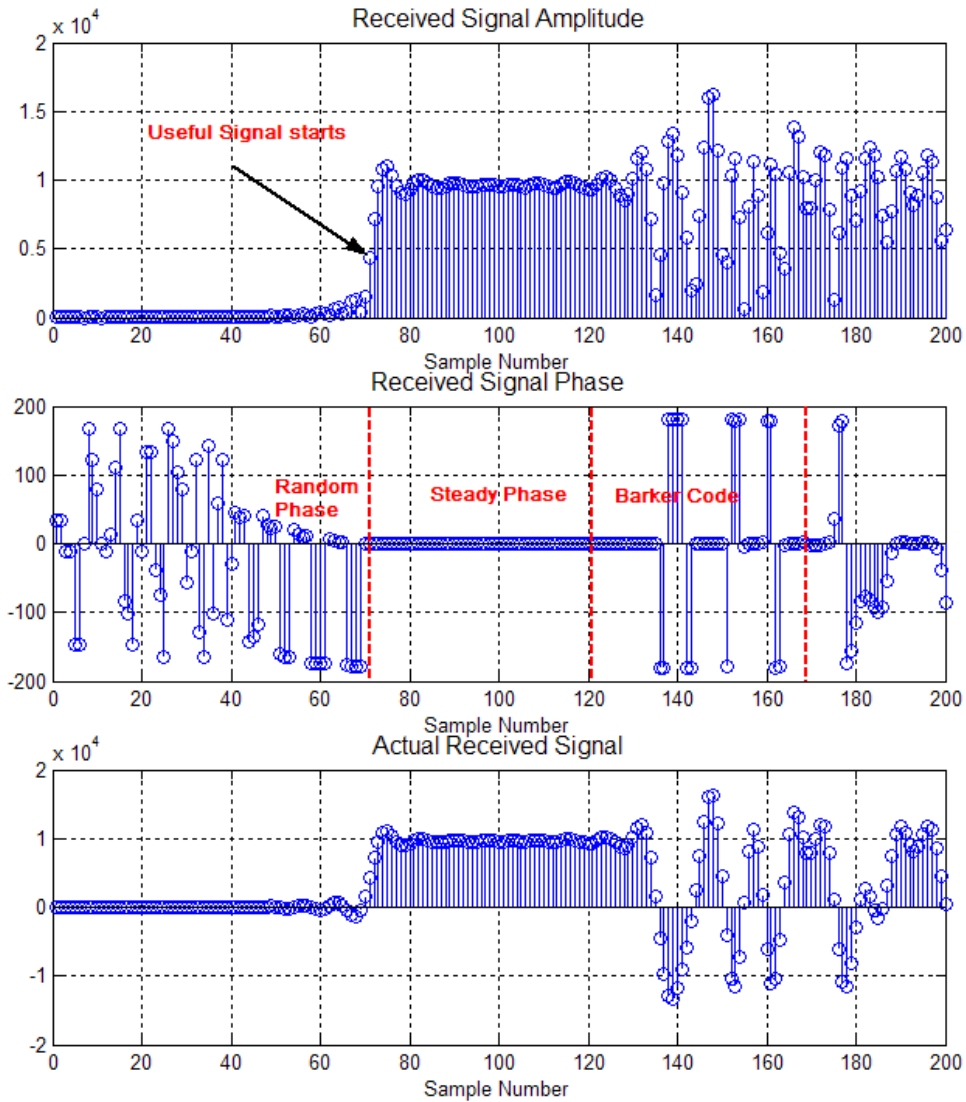 Received Signal Amplitude
x 10^4
2
1.5
1
0.5
0
Useful Signal starts
0 20 40 60 80 100 120 140 160 180 200
Sample Number
Received Signal Phase
200
100
0
-100
-200
Random
Phase
Steady Phase
Barker Code
0 20 40 60 80 100 120 140 160 180 200
Sample Number
Actual Received Signal
x 10^4
2
1
0
-1
-2
0 20 40 60 80 100 120 140 160 180 200
Sample Number